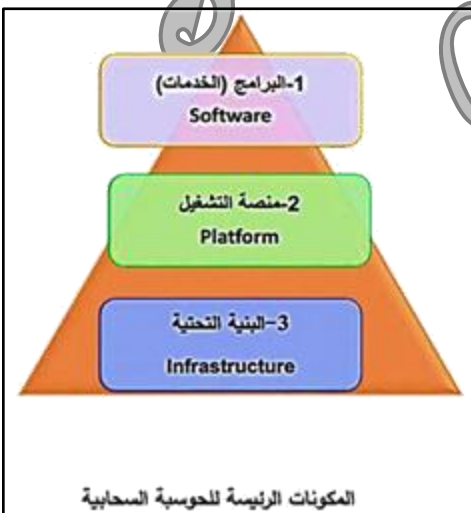 1-البرامج (الخدمات)
Software
2-منصة التشغيل
Platform
3-البنية التحتية
Infrastructure
المكونات الرئيسة للحوسبة السحابية